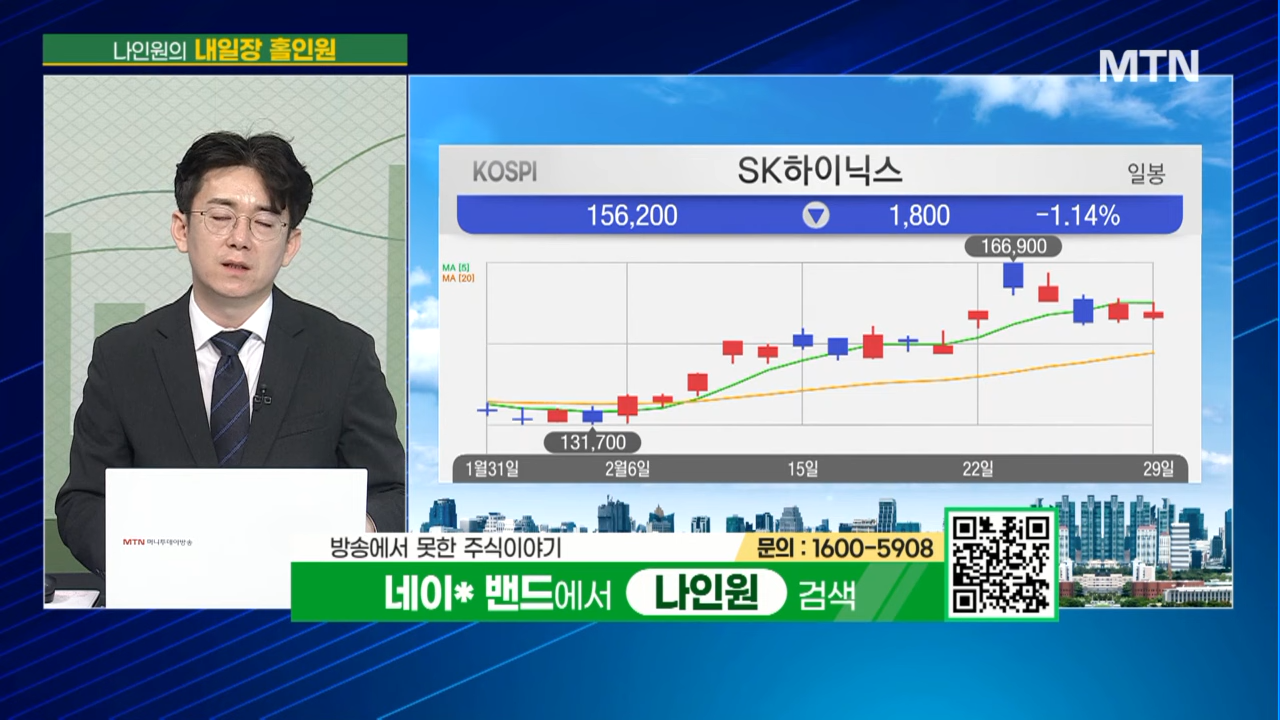 나인원의 내일장 홀인원
MTN
KOSPI SK하이닉스 일봉
156,200 ▼ 1,800 -1.14%
166,900
MA [5]
MA [20]
131,700
1월31일 2월6일 15일 22일 29일
MTN 머니투데이방송
방송에서 못한 주식이야기 문의 : 1600-5908
네이* 밴드에서 나인원 검색